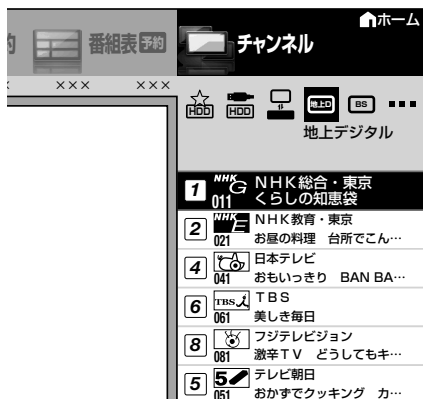 ホーム
約 番組表 予約 チャンネル
× ××× ×××
HDD HDD 地上D BS
地上デジタル
1 NHK G 011 NHK総合・東京
くらしの知恵袋
2 NHK E 021 NHK教育・東京
お昼の料理 台所でこん…
4 041 日本テレビ
おもいっきり BAN BA…
6 TBS 061 TBS
美しき毎日
8 081 フジテレビジョン
激辛TV どうしてもキ…
5 5 051 テレビ朝日
おかずでクッキング カ…